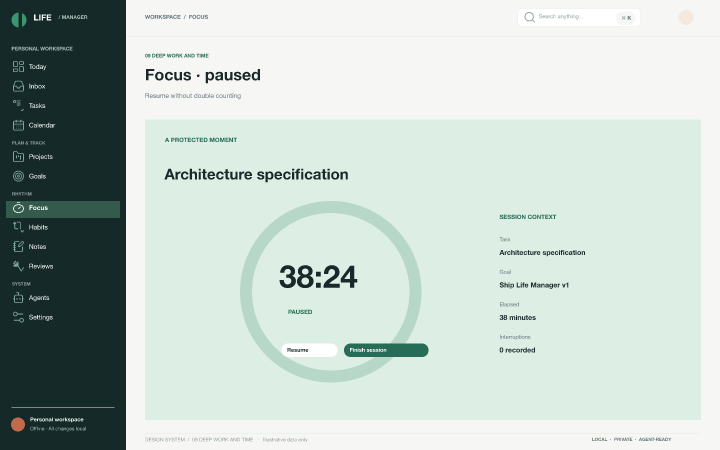 LIFE / MANAGER
PERSONAL WORKSPACE
Today
Inbox
Tasks
Calendar
PLAN & TRACK
Projects
Goals
RHYTHM
Focus
Habits
Notes
Reviews
SYSTEM
Agents
Settings
Personal workspace
Offline · All changes local
WORKSPACE / FOCUS
Search anything...
⌘ K
09 DEEP WORK AND TIME
Focus · paused
Resume without double counting
A PROTECTED MOMENT
Architecture specification
38:24
PAUSED
Resume
Finish session
SESSION CONTEXT
Task
Architecture specification
Goal
Ship Life Manager v1
Elapsed
38 minutes
Interruptions
0 recorded
DESIGN SYSTEM / 09 DEEP WORK AND TIME · Illustrative data only
LOCAL · PRIVATE · AGENT-READY